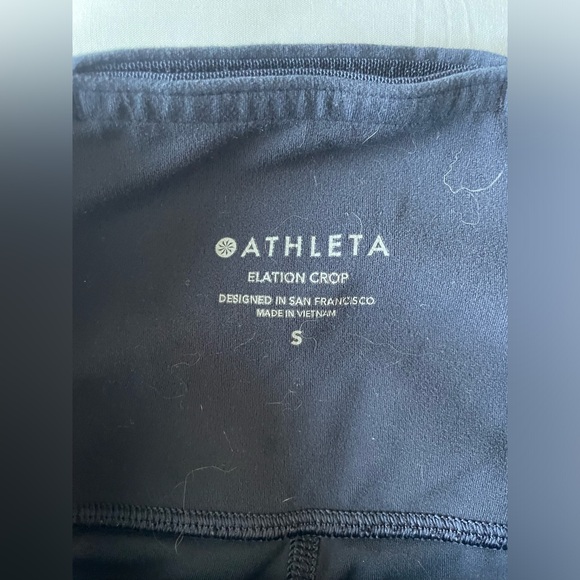 ATHLETA
ELATION CROP
DESIGNED IN SAN FRANCISCO
MADE IN VIETNAM
S